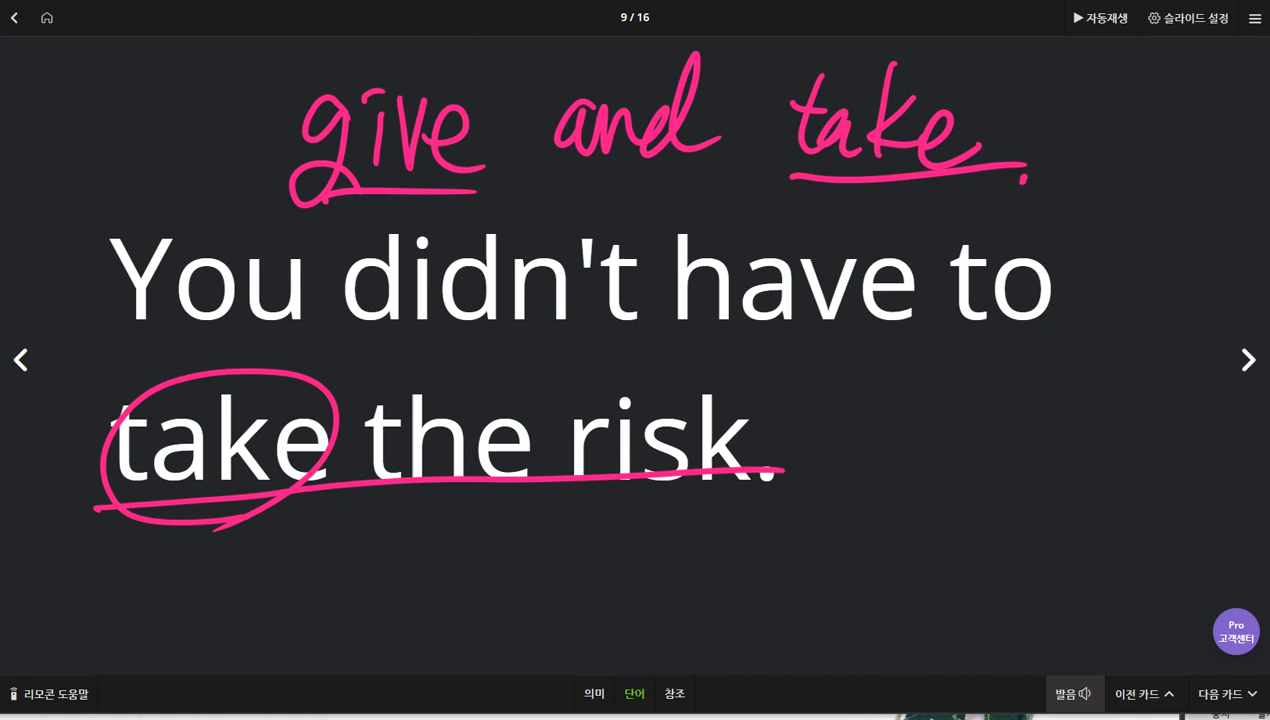 9 / 16
자동재생
슬라이드 설정
give and take.
You didn't have to
take the risk.
Pro
고객센터
리모콘 도움말
의미
단어
참조
발음
이전 카드
다음 카드